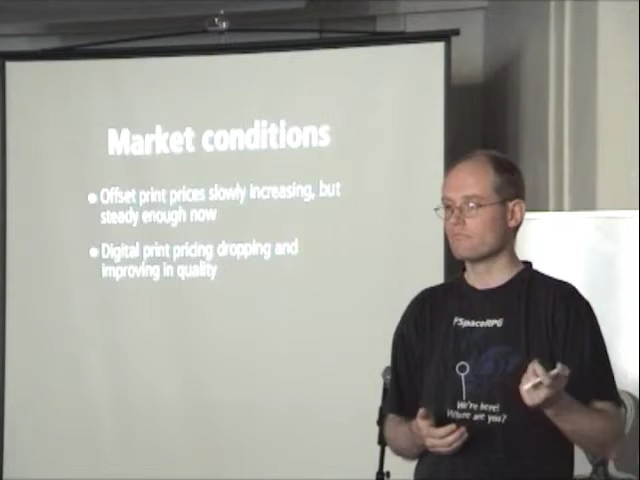 Market conditions
Offset print prices slowly increasing, but
steady enough now
Digital print pricing dropping and
improving in quality
We're here!
Where are you?